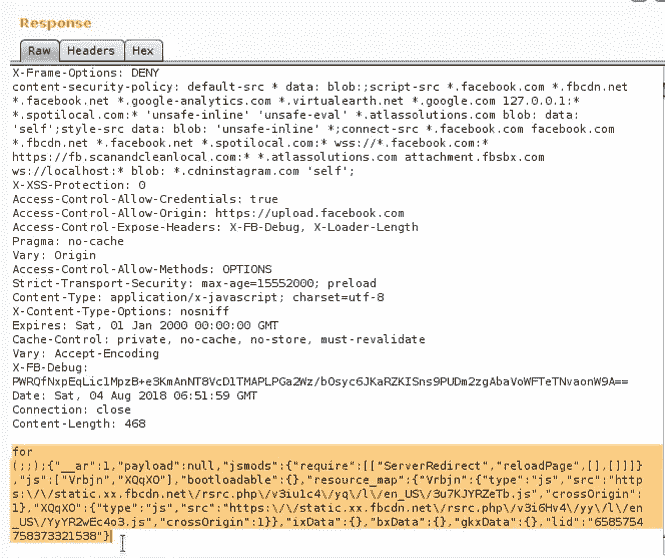 Response
Raw Headers Hex
X-Frame-Options: DENY
content-security-policy: default-src * data: blob:;script-src *.facebook.com *.fbcdn.net
*.facebook.net *.google-analytics.com *.virtualearth.net *.google.com 127.0.0.1:*
*.spotilocal.com:* 'unsafe-inline' 'unsafe-eval' *.atlassolutions.com blob: data:
'self';style-src data: blob: 'unsafe-inline' *;connect-src *.facebook.com facebook.com
*.fbcdn.net *.facebook.net *.spotilocal.com:* wss://*.facebook.com:*
https://fb.scanandcleanlocal.com:* *.atlassolutions.com attachment.fbsbx.com
ws://localhost:* blob: *.cdninstagram.com 'self';
X-XSS-Protection: 0
Access-Control-Allow-Credentials: true
Access-Control-Allow-Origin: https://upload.facebook.com
Access-Control-Expose-Headers: X-FB-Debug, X-Loader-Length
Pragma: no-cache
Vary: Origin
Access-Control-Allow-Methods: OPTIONS
Strict-Transport-Security: max-age=15552000; preload
Content-Type: application/x-javascript; charset=utf-8
X-Content-Type-Options: nosniff
Expires: Sat, 01 Jan 2000 00:00:00 GMT
Cache-Control: private, no-cache, no-store, must-revalidate
Vary: Accept-Encoding
X-FB-Debug:
PWRQfNxpEqLic1MpzB+e3KmAnNT8VcD1TMAPLPGa2Wz/bOsyc6JKaRZKISns9PUDm2zgAbaVoWFTeTNvaonW9A==
Date: Sat, 04 Aug 2018 06:51:59 GMT
Connection: close
Content-Length: 468
for
(;;);{"__ar":1,"payload":null,"jsmods":{"require":[["ServerRedirect","reloadPage",[],[]]]}
,"js":["Vrbjn","XQqXO"],"bootloadable":{},"resource_map":{"Vrbjn":{"type":"js","src":"http
s:\/\/static.xx.fbcdn.net\/rsrc.php\/v3iu1c4\/yq\/l\/en_US\/3u7KJYRZeTb.js","crossOrigin":
1},"XQqXO":{"type":"js","src":"https:\/\/static.xx.fbcdn.net\/rsrc.php\/v3i6Hv4\/yy\/l\/en
_US\/YyYR2wEc4o3.js","crossOrigin":1}},"ixData":{},"bxData":{},"gkxData":{},"lid":"6585754
758373321538"}